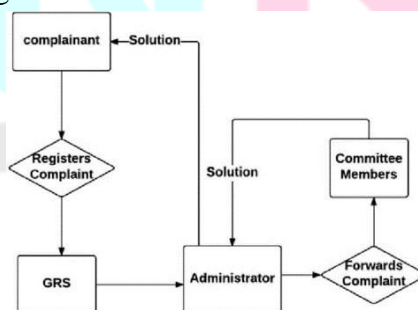 complainant
Solution
Registers
Complaint
Solution
Committee
Members
GRS
Administrator
Forwards
Complaint